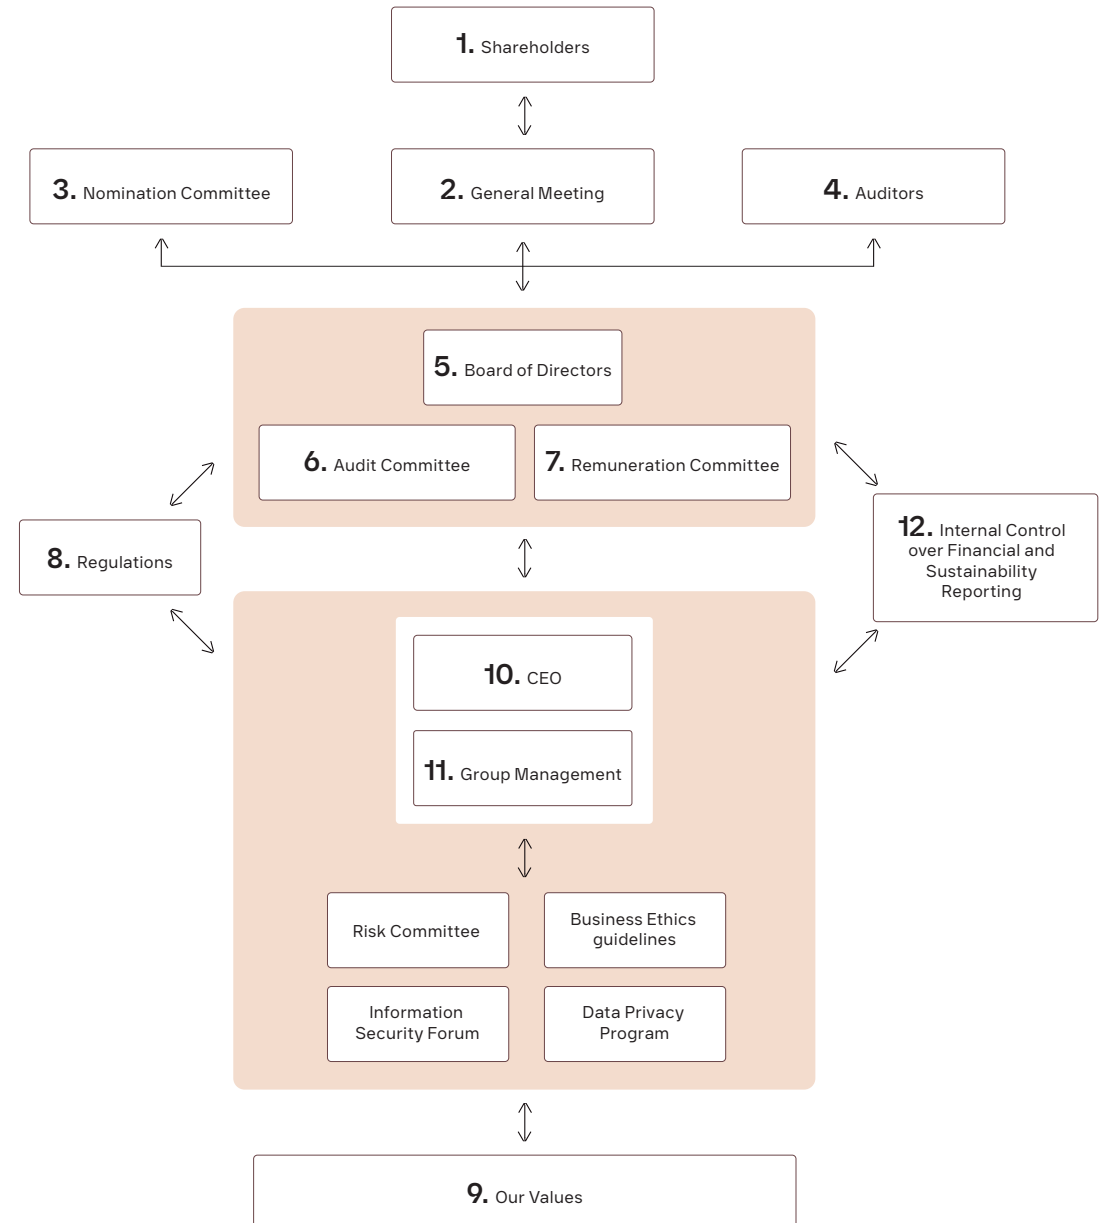 1. Shareholders
3. Nomination Committee
2. General Meeting
4. Auditors
5. Board of Directors
6. Audit Committee
7. Remuneration Committee
8. Regulations
12. Internal Control
over Financial and
Sustainability
Reporting
10. CEO
11. Group Management
Risk Committee
Business Ethics
guidelines
Information
Security Forum
Data Privacy
Program
9. Our Values